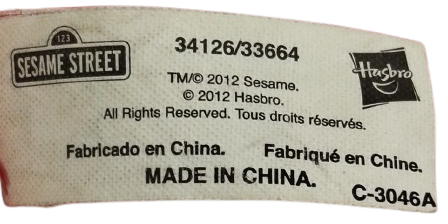 123
SESAME STREET
34126/33664
Hasbro
TM/© 2012 Sesame.
© 2012 Hasbro.
All Rights Reserved. Tous droits réservés.
Fabricado en China. Fabriqué en Chine.
MADE IN CHINA.
C-3046A